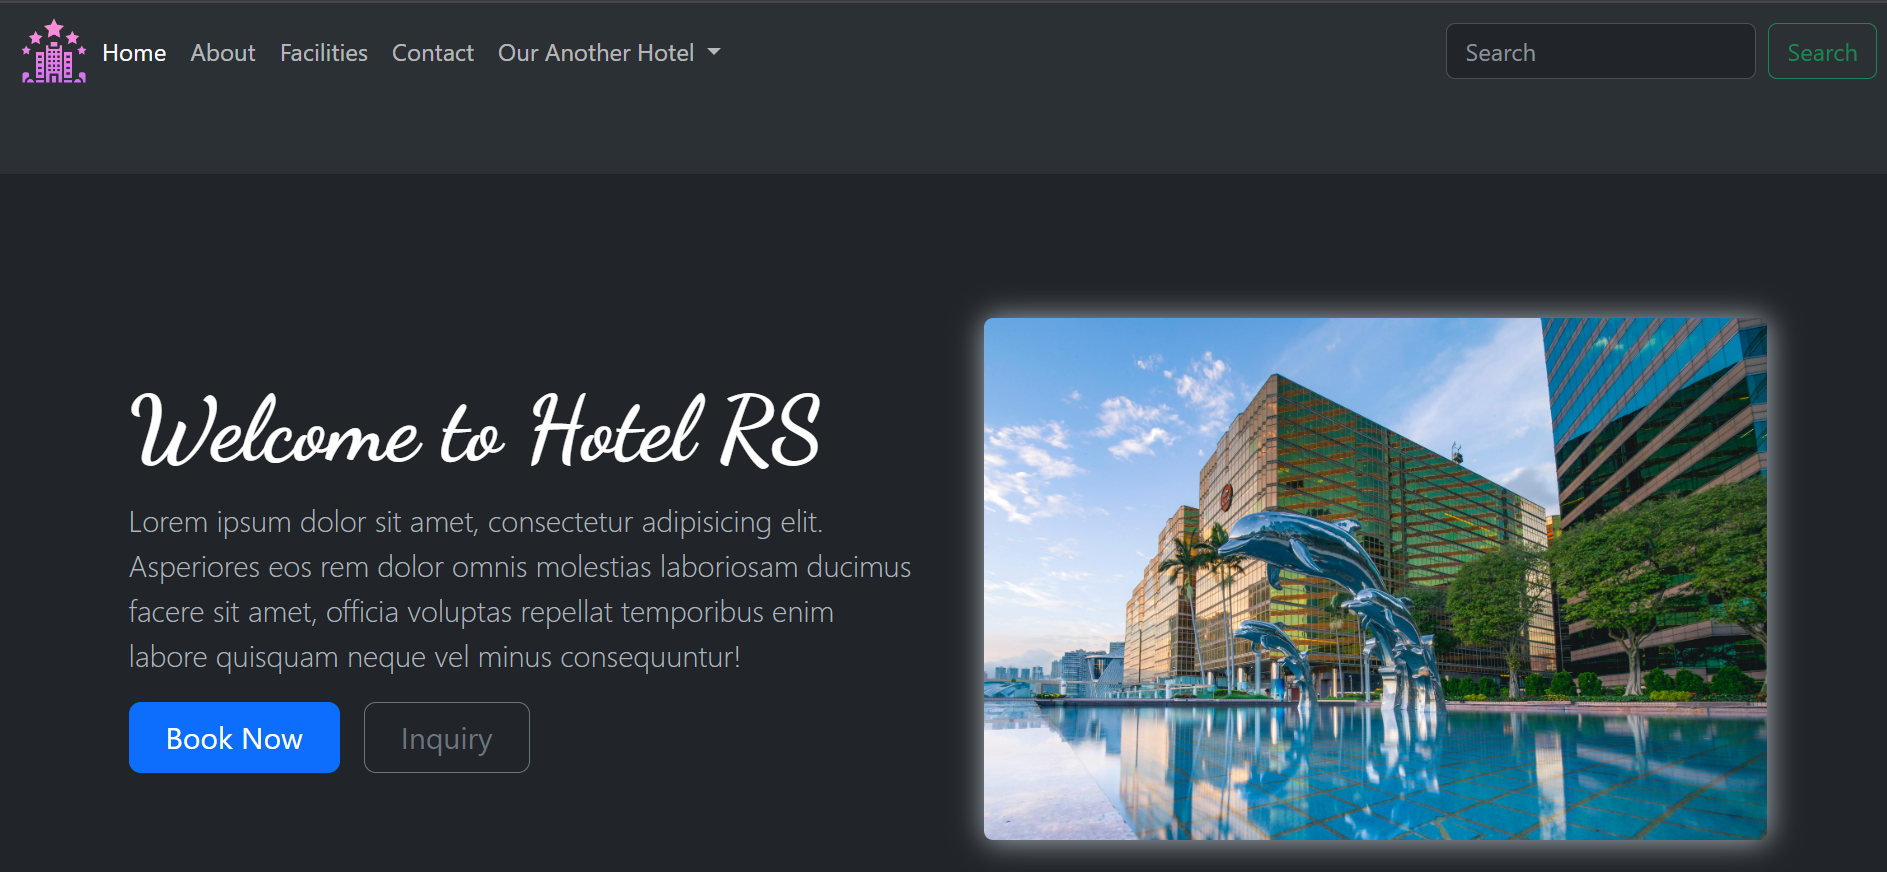 Home About Facilities Contact Our Another Hotel Search Search
Welcome to Hotel RS
Lorem ipsum dolor sit amet, consectetur adipisicing elit.
Asperiores eos rem dolor omnis molestias laboriosam ducimus
facere sit amet, officia voluptas repellat temporibus enim
labore quisquam neque vel minus consequuntur!
Book Now Inquiry